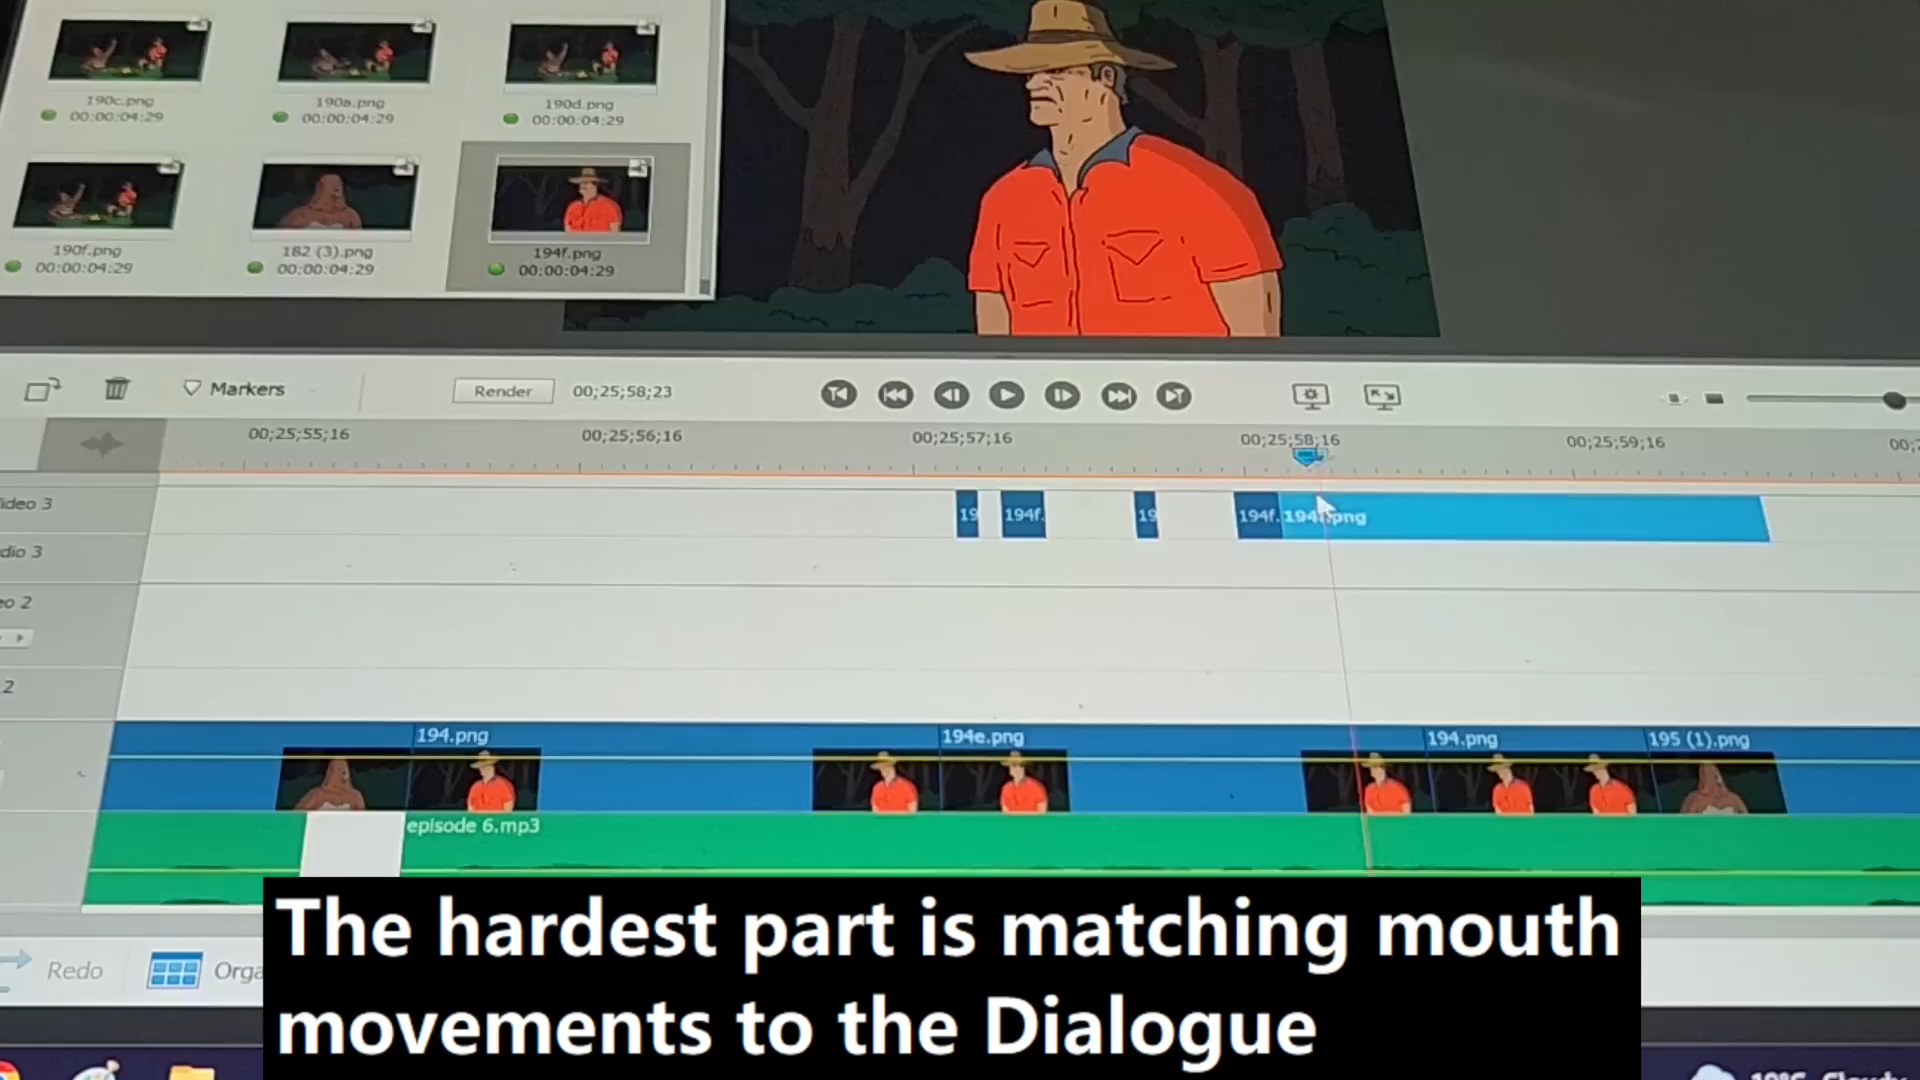 190c.png
00:00:04:29
190a.png
00:00:04:29
190d.png
00:00:04:29
190f.png
00:00:04:29
182 (3).png
00:00:04:29
194f.png
00:00:04:29
Markers
Render
00;25;58;23
00;25;55;16
00;25;56;16
00;25;57;16
00;25;58;16
00;25;59;16
00;
ideo 3
19
194f.
19
194f.
dio 3
eo 2
2
194.png
194e.png
194.png
195 (1).png
episode 6.mp3
Redo
Orga
The hardest part is matching mouth
movements to the Dialogue